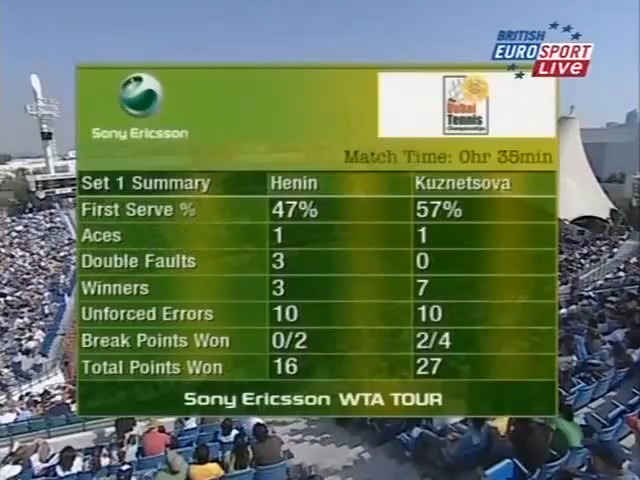 BRITISH
EUROSPORT
LIVE
Sony Ericsson
The
Dubai
Tennis
Championships
Match Time: 0hr 35min
Set 1 Summary Henin Kuznetsova
First Serve % 47% 57%
Aces 1 1
Double Faults 3 0
Winners 3 7
Unforced Errors 10 10
Break Points Won 0/2 2/4
Total Points Won 16 27
Sony Ericsson WTA TOUR